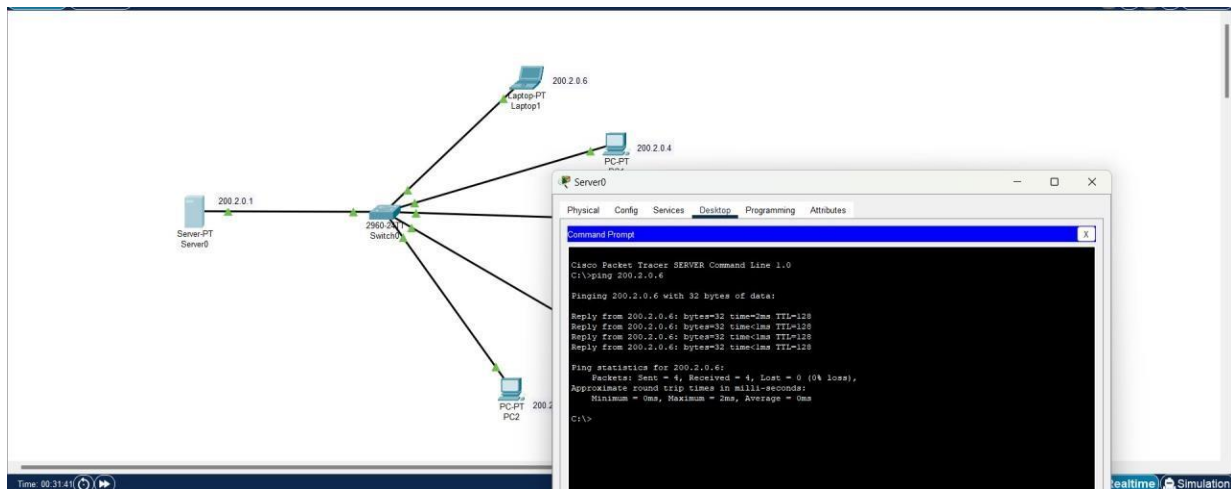 200.2.0.6
Laptop-PT
Laptop1
200.2.0.4
PC-PT
200.2.0.1
Server-PT
Server0
Switch0
PC-PT
PC2
200.2
Server0
Physical Config Services Desktop Programming Attributes
Command Prompt
X
Cisco Packet Tracer SERVER Command Line 1.0
C:\>ping 200.2.0.6
Pinging 200.2.0.6 with 32 bytes of data:
Reply from 200.2.0.6: bytes=32 time=2ms TTL=128
Reply from 200.2.0.6: bytes=32 time<1ms TTL=128
Reply from 200.2.0.6: bytes=32 time<1ms TTL=128
Reply from 200.2.0.6: bytes=32 time<1ms TTL=128
Ping statistics for 200.2.0.6:
Packets: Sent = 4, Received = 4, Lost = 0 (0% loss),
Approximate round trip times in milli-seconds:
Minimum = 0ms, Maximum = 2ms, Average = 0ms
C:\>
Time: 00:31:41
ealtime Simulation